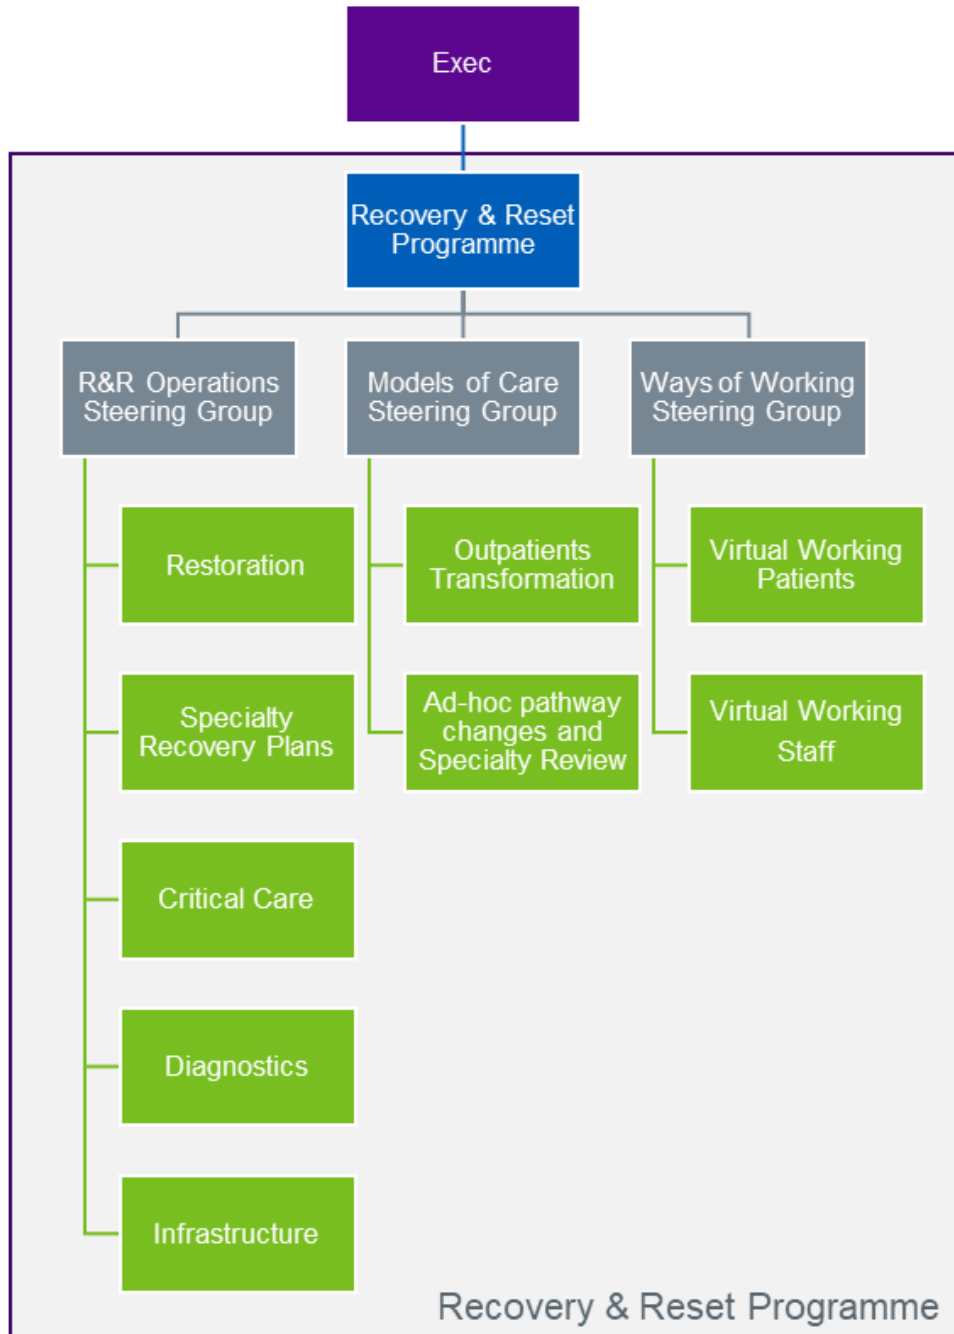 Exec
Recovery & Reset
Programme
R&R Operations
Steering Group
Models of Care
Steering Group
Ways of Working
Steering Group
Restoration
Outpatients
Transformation
Virtual Working
Patients
Specialty
Recovery Plans
Ad-hoc pathway
changes and
Specialty Review
Virtual Working
Staff
Critical Care
Diagnostics
Infrastructure
Recovery & Reset Programme